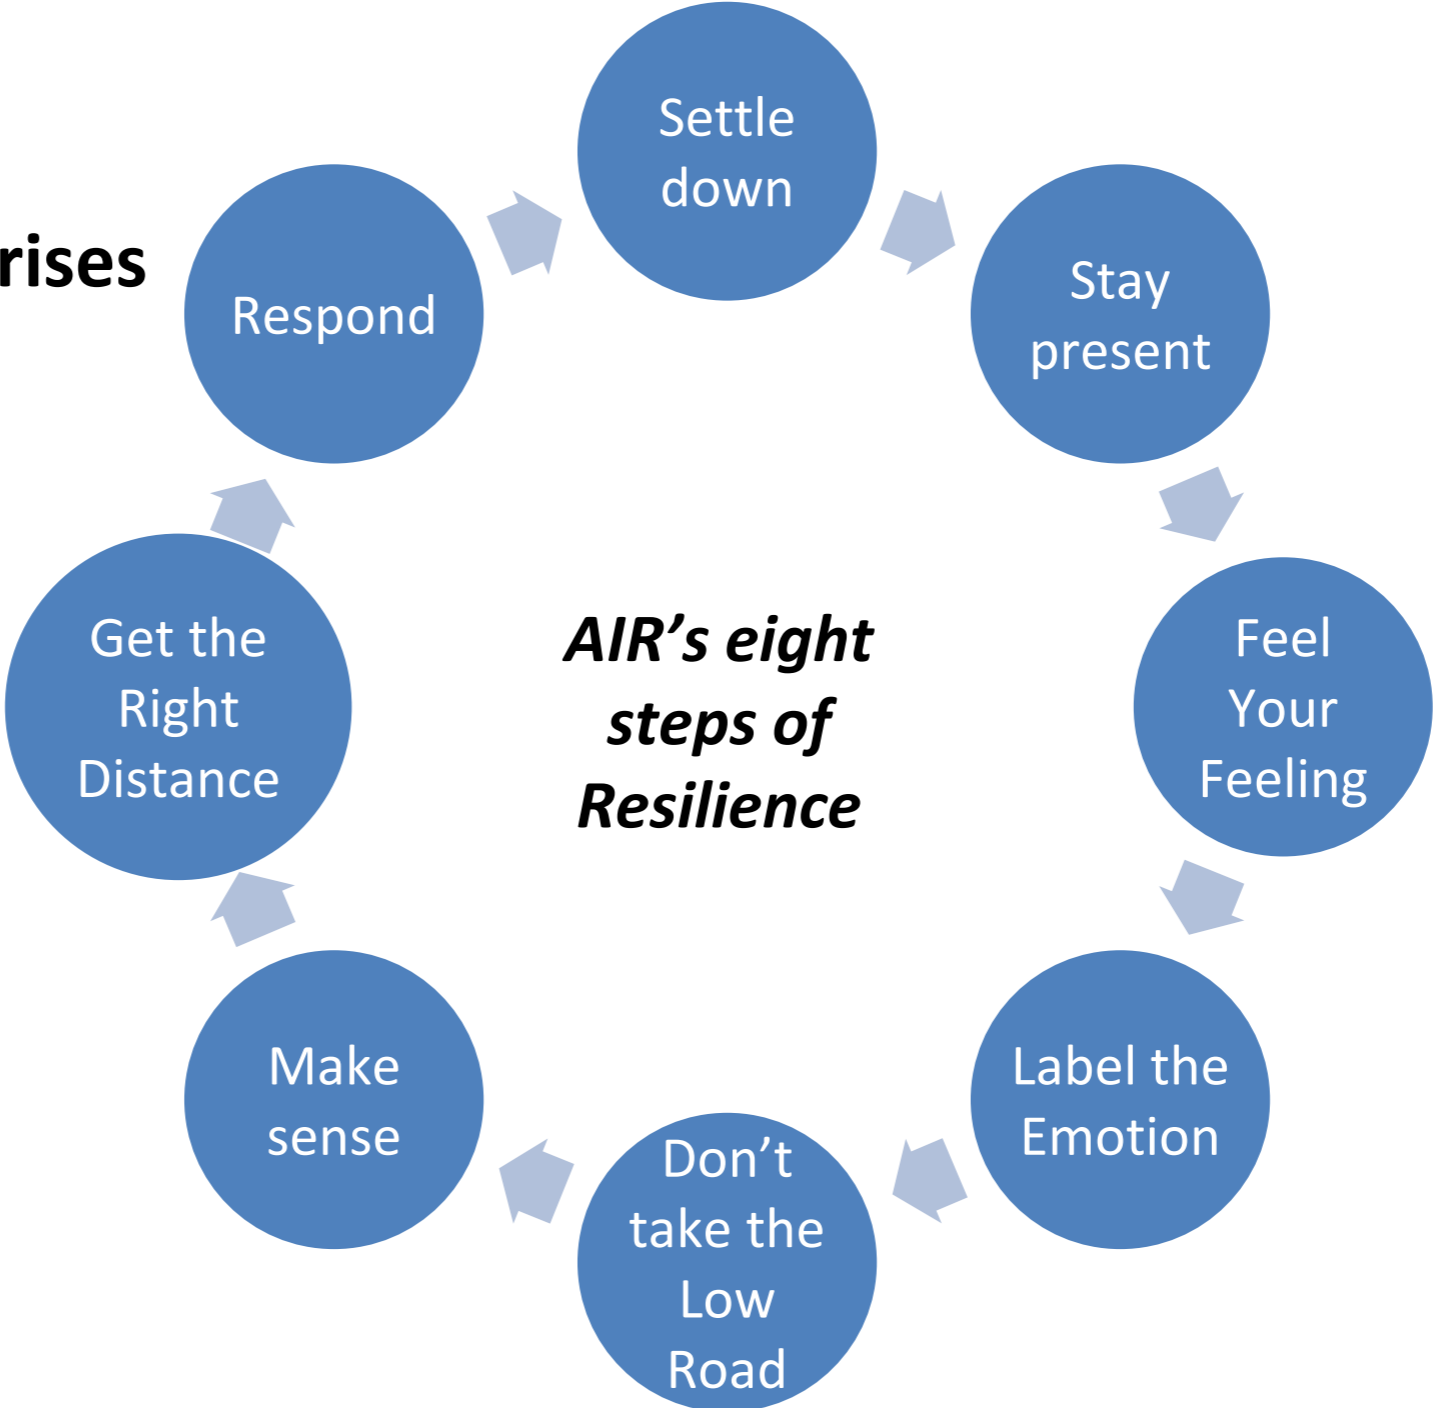 Settle
down
Stay
present
Feel
Your
Feeling
Label the
Emotion
Don’t
take the
Low
Road
Make
sense
Get the
Right
Distance
Respond
rises
AIR’s eight
steps of
Resilience